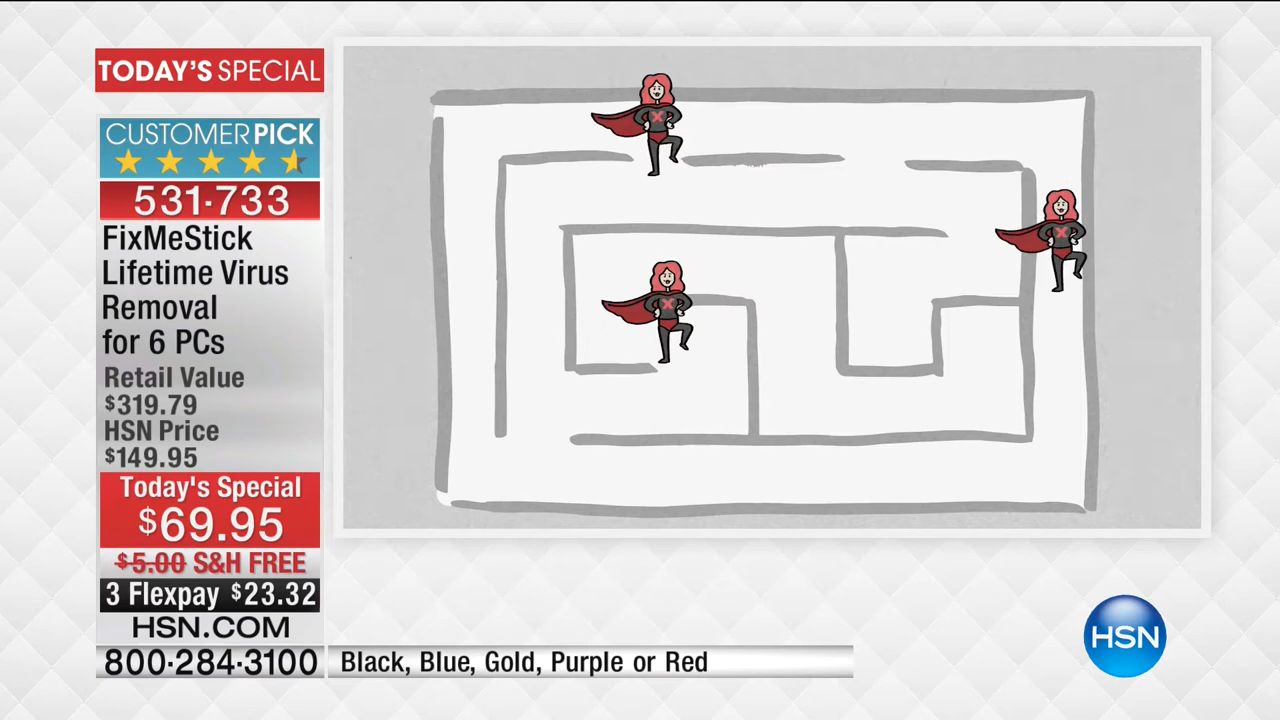 TODAY'S SPECIAL
CUSTOMER PICK
531·733
FixMeStick
Lifetime Virus
Removal
for 6 PCs
Retail Value
$319.79
HSN Price
$149.95
Today's Special
$69.95
$5.00 S&H FREE
3 Flexpay $23.32
HSN.COM
800·284·3100
Black, Blue, Gold, Purple or Red
X
X
X
HSN